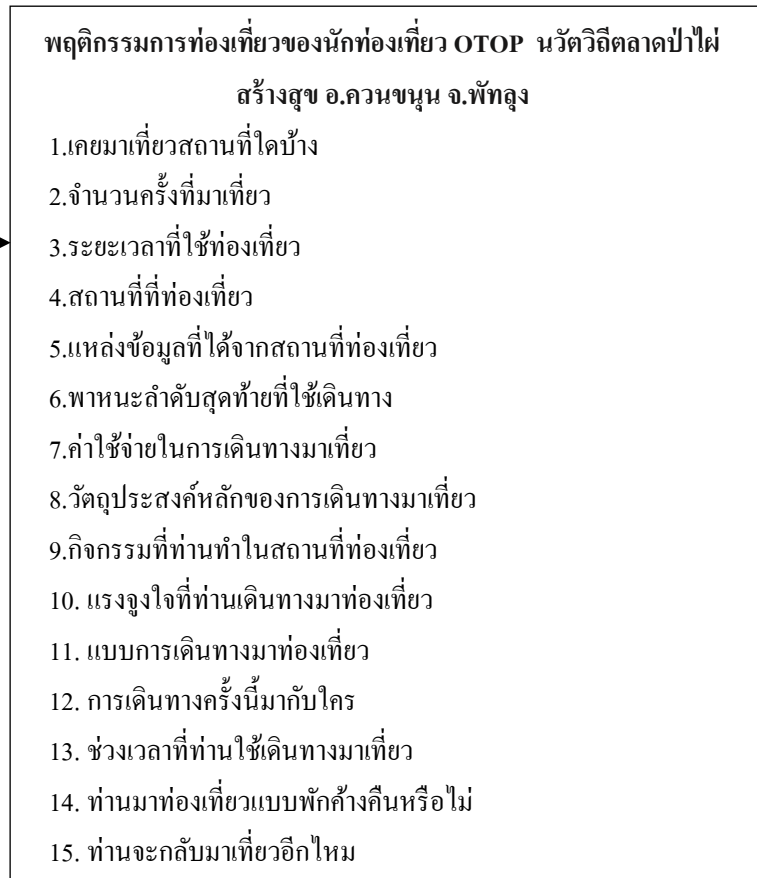 พฤติกรรมการท่องเที่ยวของนักท่องเที่ยว OTOP นวัตวิถีตลาดป่าไผ่
สร้างสุข อ.ควนขนุน จ.พัทลุง
1.เคยมาเที่ยวสถานที่ใดบ้าง
2.จำนวนครั้งที่มาเที่ยว
3.ระยะเวลาที่ใช้ท่องเที่ยว
4.สถานที่ที่ท่องเที่ยว
5.แหล่งข้อมูลที่ได้จากสถานที่ท่องเที่ยว
6.พาหนะลำดับสุดท้ายที่ใช้เดินทาง
7.ค่าใช้จ่ายในการเดินทางมาเที่ยว
8.วัตถุประสงค์หลักของการเดินทางมาเที่ยว
9.กิจกรรมที่ท่านทำในสถานที่ท่องเที่ยว
10. แรงจูงใจที่ท่านเดินทางมาท่องเที่ยว
11. แบบการเดินทางมาท่องเที่ยว
12. การเดินทางครั้งนี้มากับใคร
13. ช่วงเวลาที่ท่านใช้เดินทางมาเที่ยว
14. ท่านมาท่องเที่ยวแบบพักค้างคืนหรือไม่
15. ท่านจะกลับมาเที่ยวอีกไหม